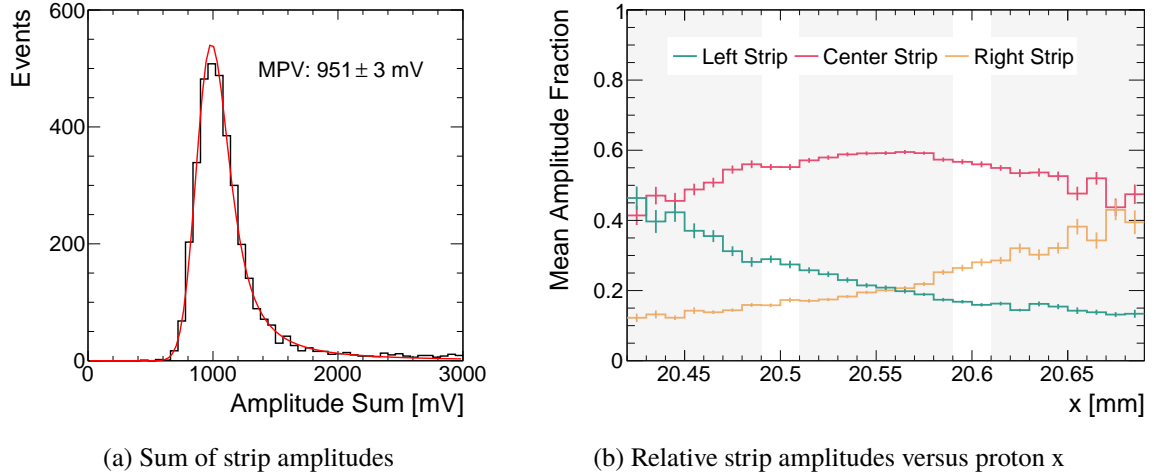 Events
600
400
200
0
MPV: 951 ± 3 mV
0 1000 2000 3000
Amplitude Sum [mV]
(a) Sum of strip amplitudes
Mean Amplitude Fraction
1
0.8
0.6
0.4
0.2
0
Left Strip Center Strip Right Strip
20.45 20.5 20.55 20.6 20.65
x [mm]
(b) Relative strip amplitudes versus proton x